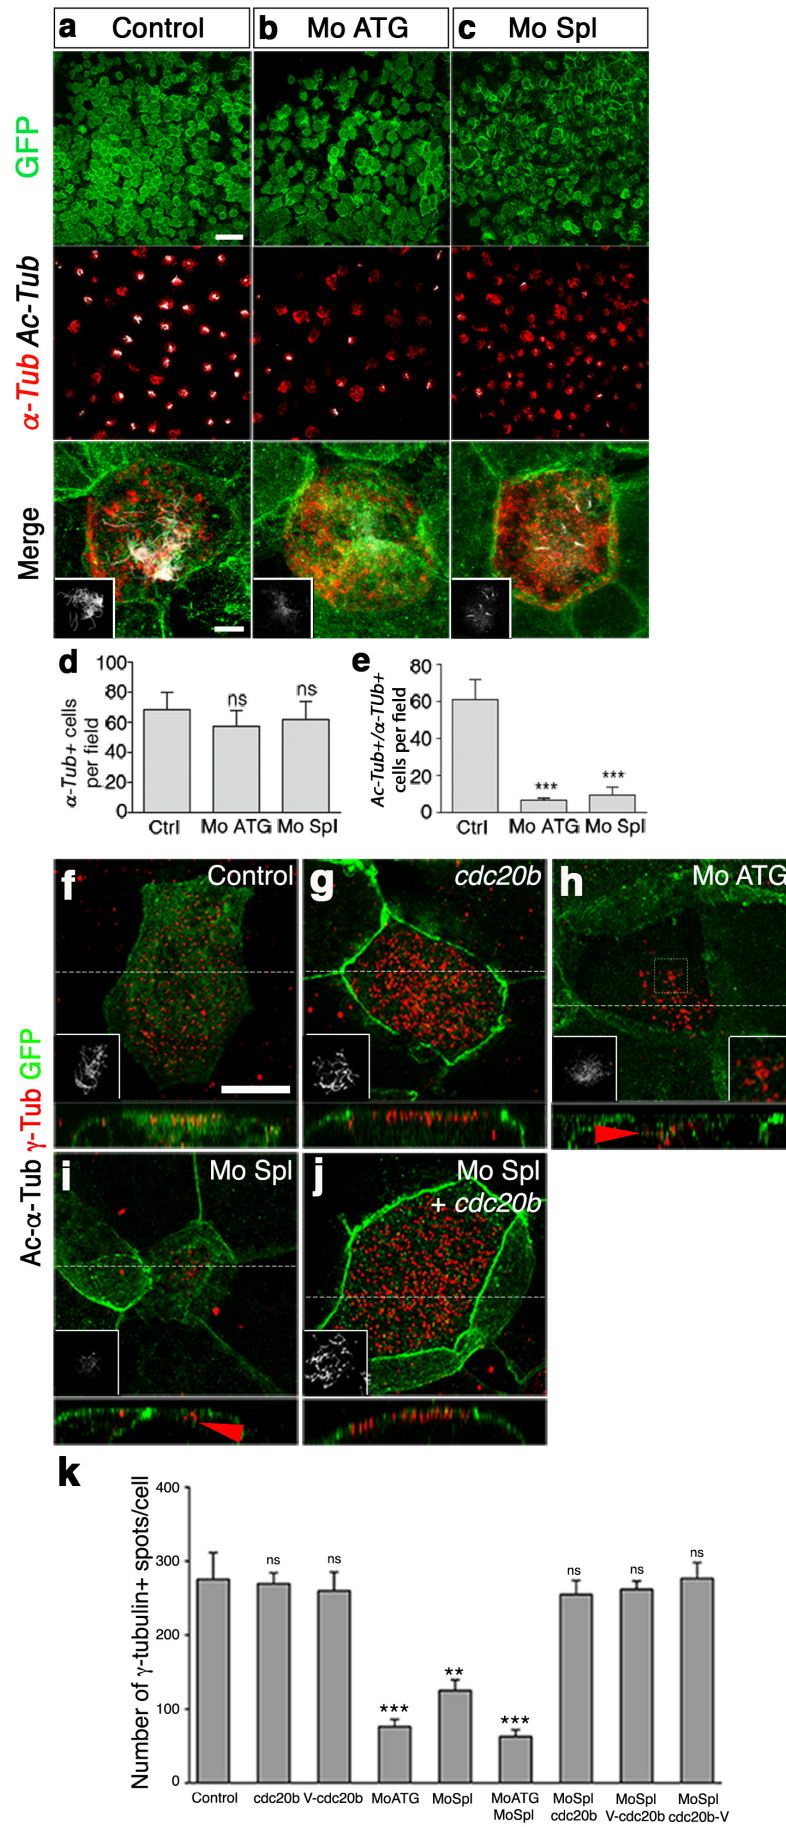 a Control
b Mo ATG
c Mo Spl
GFP
α-Tub Ac-Tub
Merge
d
100
80
60
40
20
0
α-Tub+ cells
per field
ns
ns
Ctrl
Mo ATG
Mo Spl
e
80
60
40
20
0
Ac-Tub+/α-TUb+
cells per field
***
***
Ctrl
Mo ATG
Mo Spl
Ac-α-Tub γ-Tub GFP
f Control
g cdc20b
h Mo ATG
i Mo Spl
j Mo Spl
+ cdc20b
k
Number of γ-tubulin+ spots/cell
400
300
200
100
0
ns
ns
***
**
***
ns
ns
ns
Control
cdc20b
V-cdc20b
MoATG
MoSpl
MoATG
MoSpl
MoSpl
cdc20b
MoSpl
V-cdc20b
MoSpl
cdc20b-V